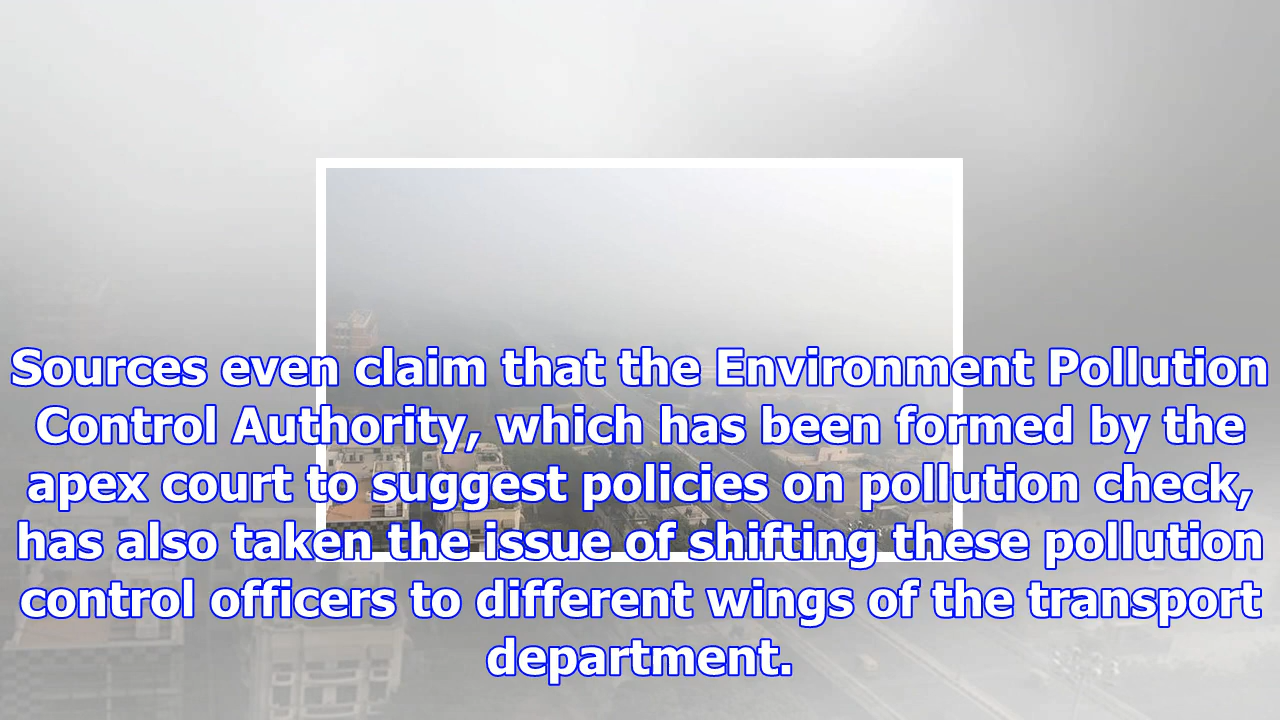 Sources even claim that the Environment Pollution
Control Authority, which has been formed by the
apex court to suggest policies on pollution check,
has also taken the issue of shifting these pollution
control officers to different wings of the transport
department.